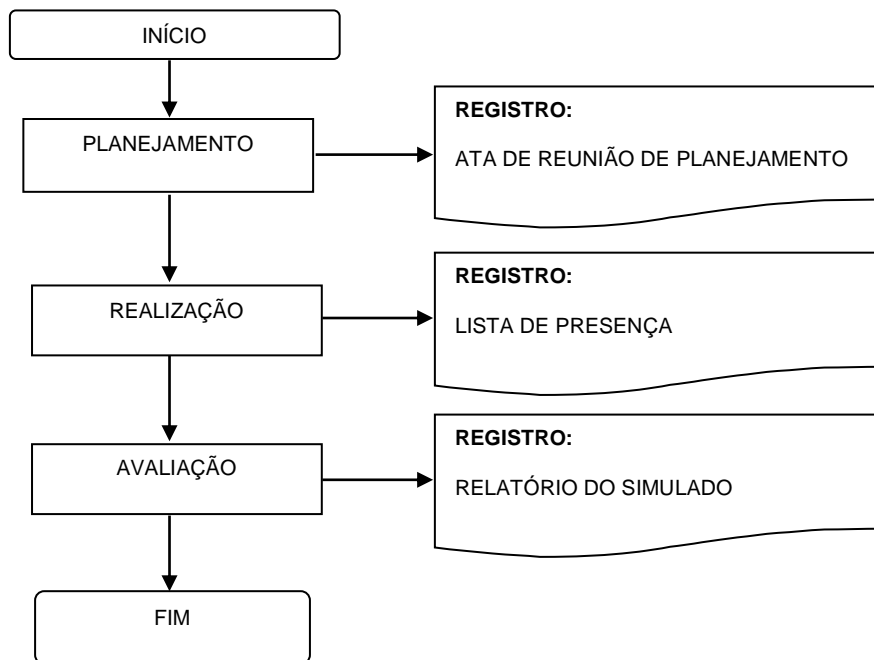 INÍCIO
PLANEJAMENTO
REGISTRO:
ATA DE REUNIÃO DE PLANEJAMENTO
REALIZAÇÃO
REGISTRO:
LISTA DE PRESENÇA
AVALIAÇÃO
REGISTRO:
RELATÓRIO DO SIMULADO
FIM